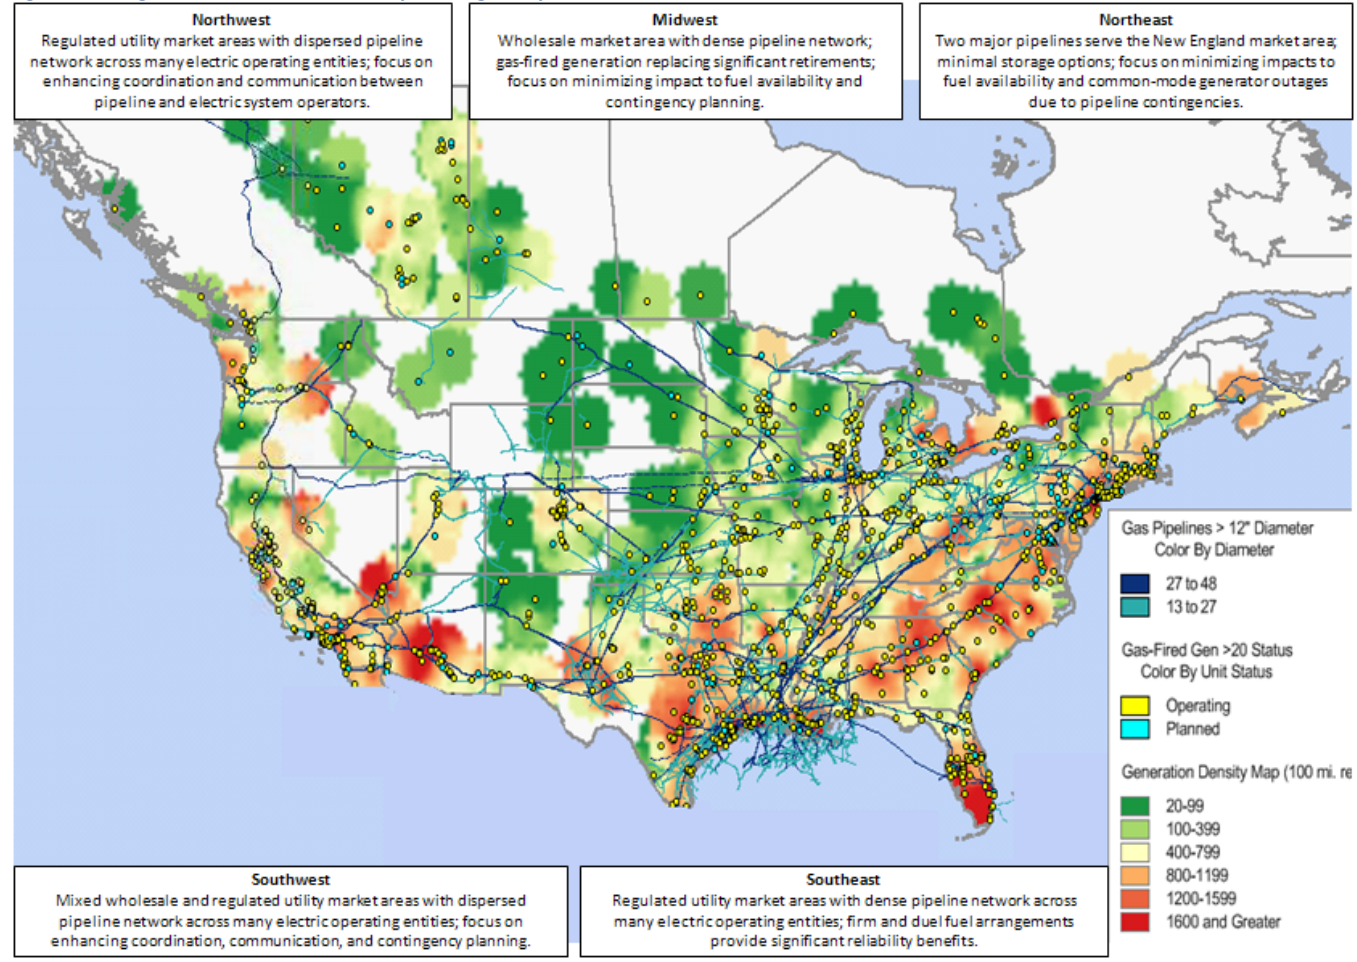 Northwest
Regulated utility market areas with dispersed pipeline
network across many electric operating entities; focus on
enhancing coordination and communication between
pipeline and electric system operators.
Midwest
Wholesale market area with dense pipeline network;
gas-fired generation replacing significant retirements;
focus on minimizing impact to fuel availability and
contingency planning.
Northeast
Two major pipelines serve the New England market area;
minimal storage options; focus on minimizing impacts to
fuel availability and common-mode generator outages
due to pipeline contingencies.
Gas Pipelines > 12" Diameter
Color By Diameter
27 to 48
13 to 27
Gas-Fired Gen >20 Status
Color By Unit Status
Operating
Planned
Generation Density Map (100 mi. re
20-99
100-399
400-799
800-1199
1200-1599
1600 and Greater
Southwest
Mixed wholesale and regulated utility market areas with dispersed
pipeline network across many electric operating entities; focus on
enhancing coordination, communication, and contingency planning.
Southeast
Regulated utility market areas with dense pipeline network across
many electric operating entities; firm and duel fuel arrangements
provide significant reliability benefits.